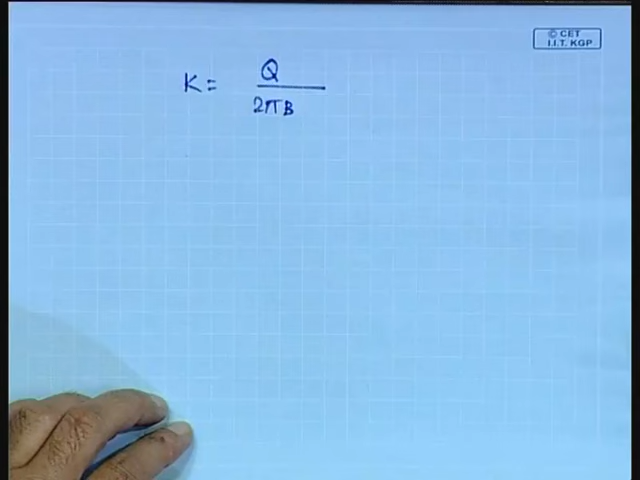 © CET
I.I.T. KGP
K = Q
2πB